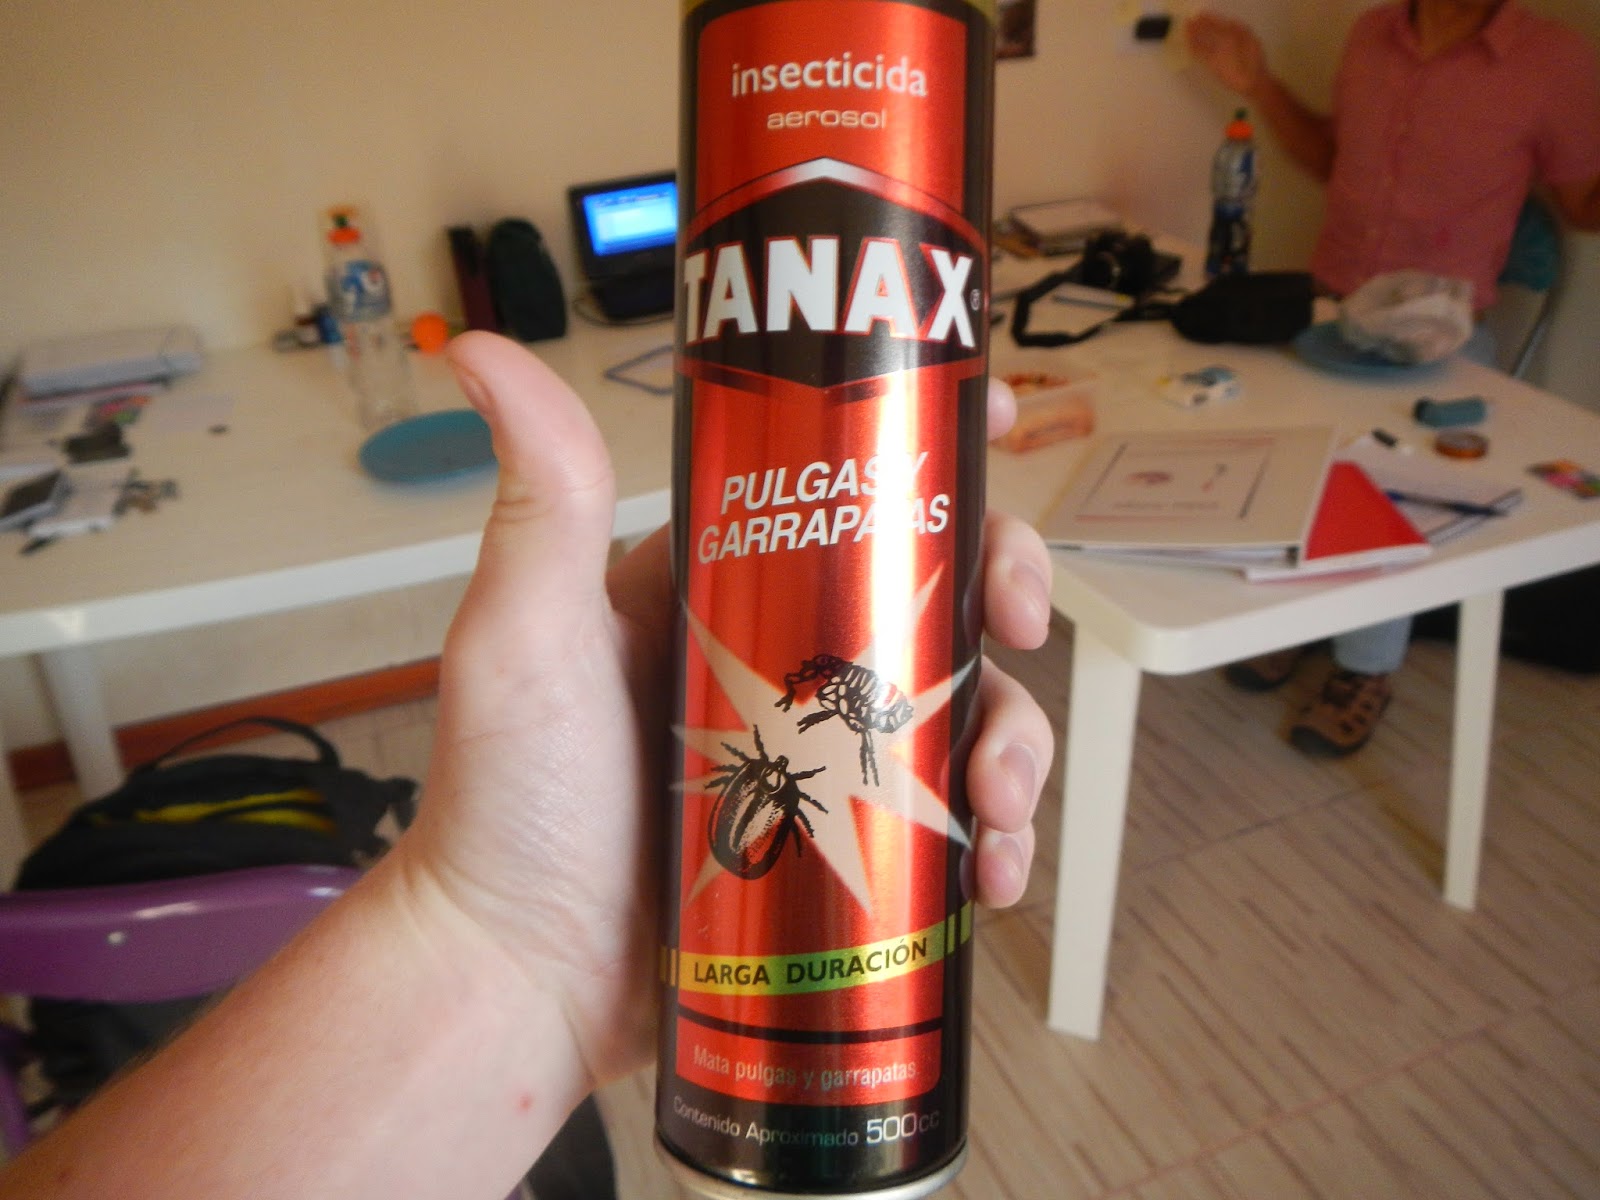 insecticida
aerosol
TANAX®
PULGAS Y
GARRAPATAS
LARGA DURACIÓN
Mata pulgas y garrapatas
Contenido Aproximado 500cc